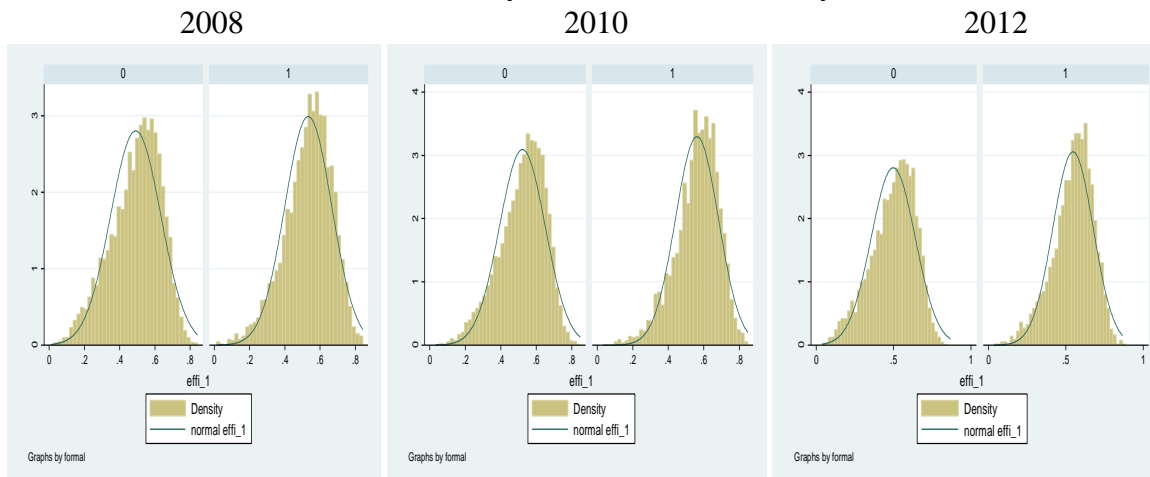 2008
2010
2012
0 1
0 1
0 1
0 1 2 3
0 1 2 3 4
0 1 2 3 4
0 .2 .4 .6 .8 0 .2 .4 .6 .8
0 .2 .4 .6 .8 0 .2 .4 .6 .8
0 .5 1 0 .5 1
effi_1
effi_1
effi_1
Density
normal effi_1
Density
normal effi_1
Density
normal effi_1
Graphs by formal
Graphs by formal
Graphs by formal